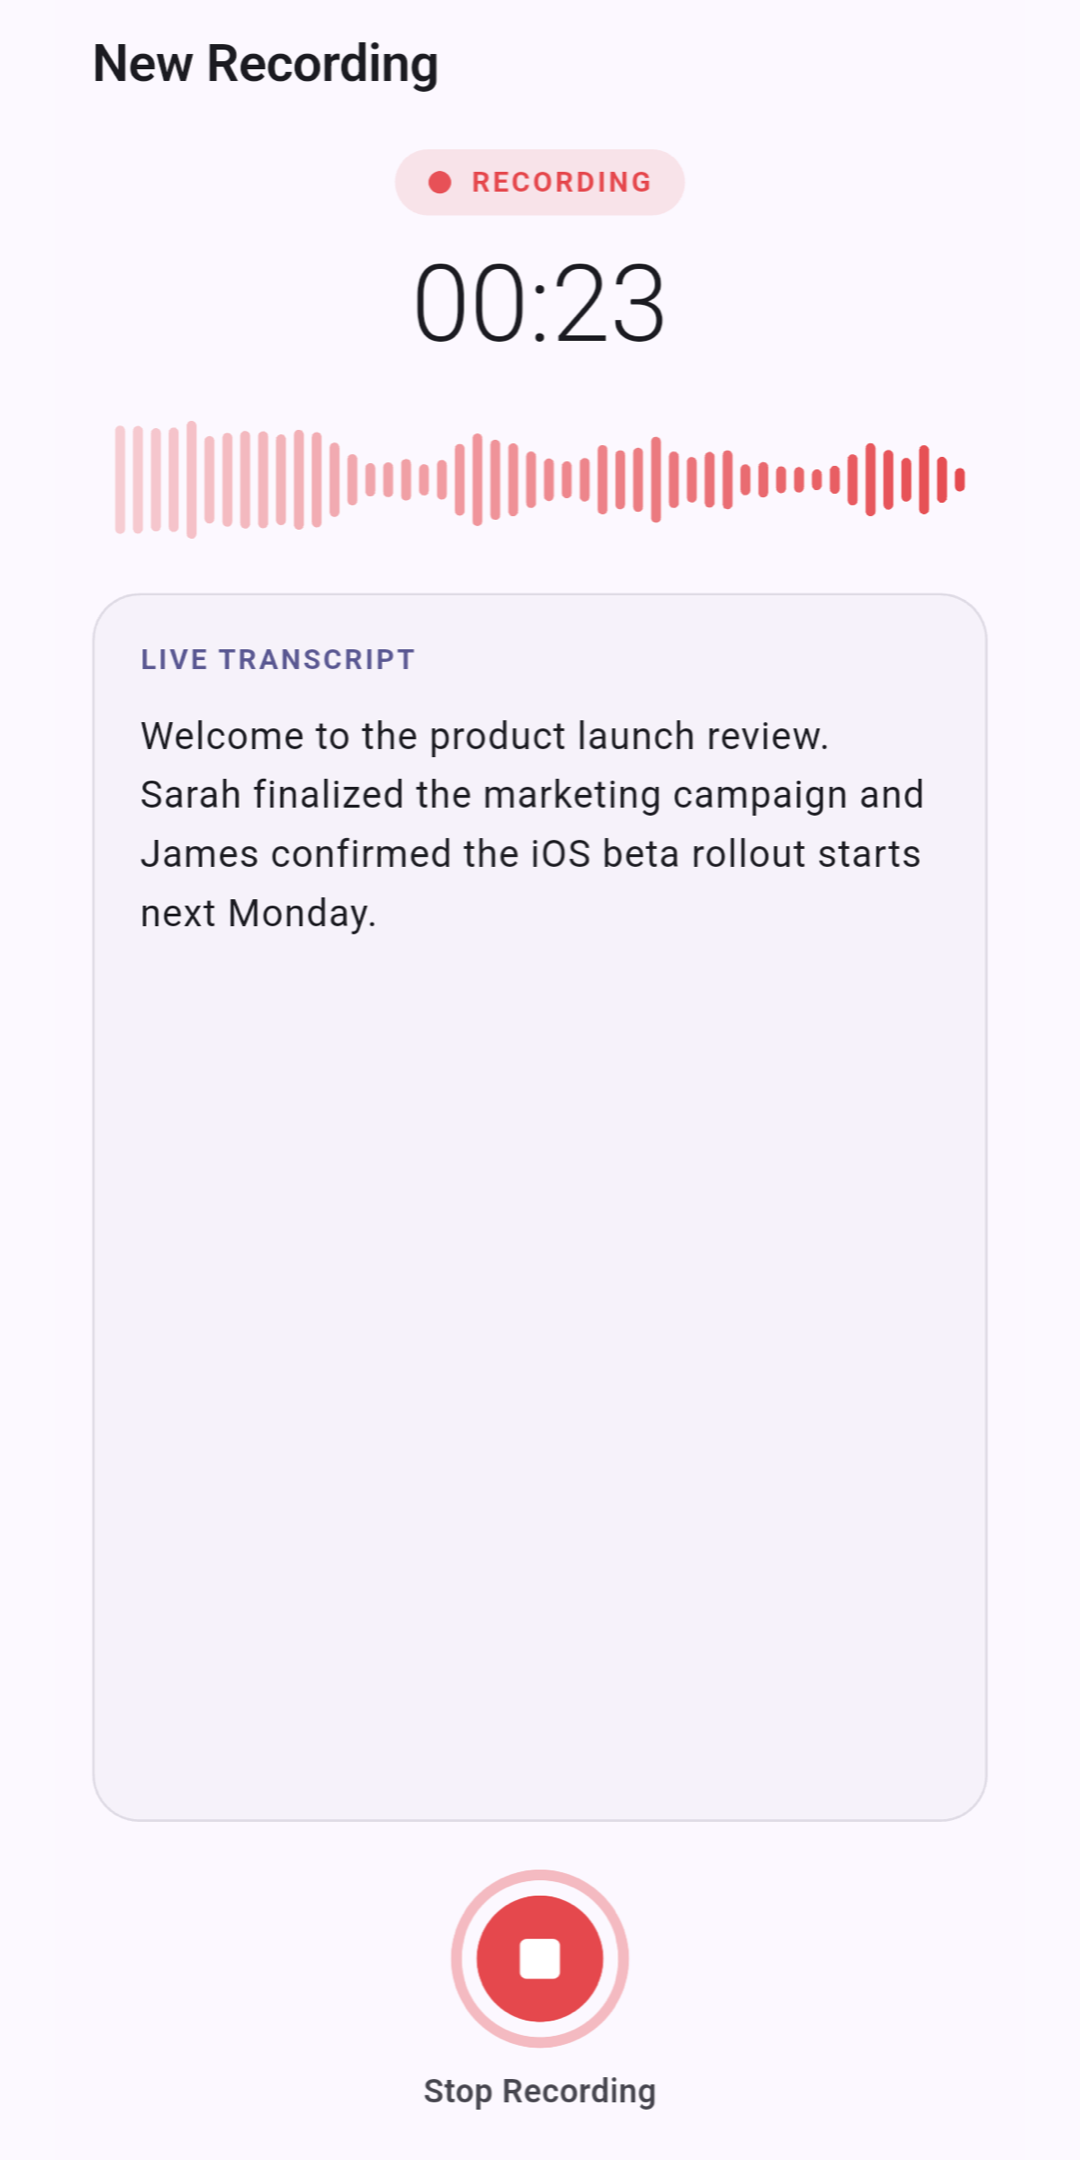 New Recording
RECORDING
00:23
LIVE TRANSCRIPT
Welcome to the product launch review.
Sarah finalized the marketing campaign and
James confirmed the iOS beta rollout starts
next Monday.
Stop Recording